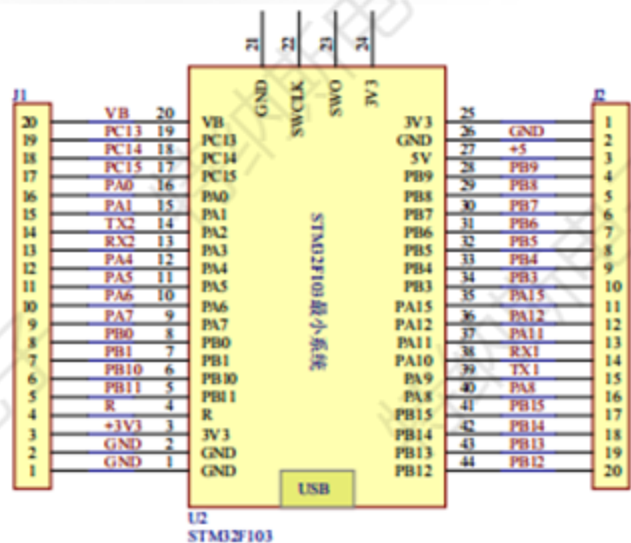 21 22 23 24
GND SWCLK SWO 3V3
J1
J2
20 VB 20 VB 3V3 25 1
19 PC13 19 PC13 GND 26 GND 2
18 PC14 18 PC14 5V 27 +5 3
17 PC15 17 PC15 PB9 28 PB9 4
16 PA0 16 PA0 PB8 29 PB8 5
15 PA1 15 PA1 PB7 30 PB7 6
14 TX2 14 PA2 PB6 31 PB6 7
13 RX2 13 PA3 PB5 32 PB5 8
12 PA4 12 PA4 PB4 33 PB4 9
11 PA5 11 PA5 PB3 34 PB3 10
10 PA6 10 PA6 PA15 35 PA15 11
9 PA7 9 PA7 PA12 36 PA12 12
8 PB0 8 PB0 PA11 37 PA11 13
7 PB1 7 PB1 PA10 38 RX1 14
6 PB10 6 PB10 PA9 39 TX1 15
5 PB11 5 PB11 PA8 40 PA8 16
4 R 4 R PB15 41 PB15 17
3 +3V3 3 3V3 PB14 42 PB14 18
2 GND 2 GND PB13 43 PB13 19
1 GND 1 GND PB12 44 PB12 20
STM32F103最小系统
USB
U2
STM32F103